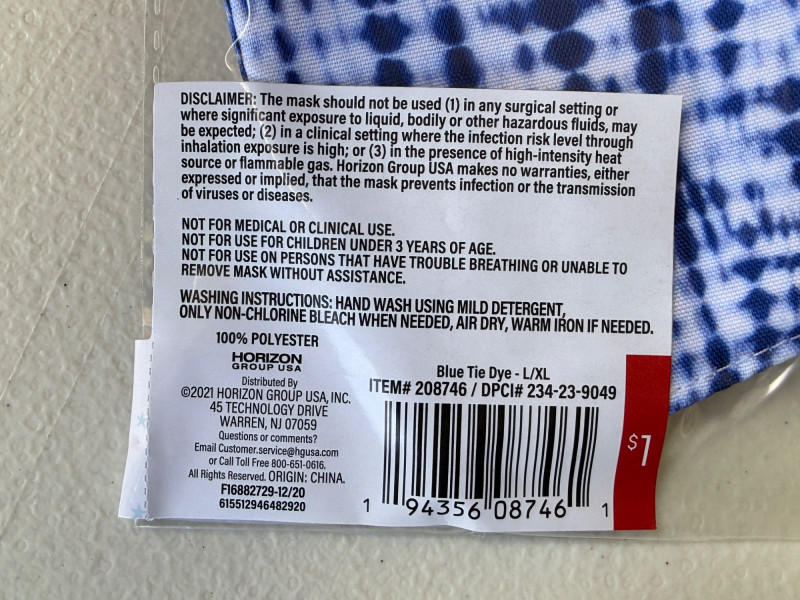 DISCLAIMER: The mask should not be used (1) in any surgical setting or
where significant exposure to liquid, bodily or other hazardous fluids, may
be expected; (2) in a clinical setting where the infection risk level through
inhalation exposure is high; or (3) in the presence of high-intensity heat
source or flammable gas. Horizon Group USA makes no warranties, either
expressed or implied, that the mask prevents infection or the transmission
of viruses or diseases.
NOT FOR MEDICAL OR CLINICAL USE.
NOT FOR USE FOR CHILDREN UNDER 3 YEARS OF AGE.
NOT FOR USE ON PERSONS THAT HAVE TROUBLE BREATHING OR UNABLE TO
REMOVE MASK WITHOUT ASSISTANCE.
WASHING INSTRUCTIONS: HAND WASH USING MILD DETERGENT,
ONLY NON-CHLORINE BLEACH WHEN NEEDED, AIR DRY, WARM IRON IF NEEDED.
100% POLYESTER
HORIZON
GROUP USA
Distributed By
©2021 HORIZON GROUP USA, INC.
45 TECHNOLOGY DRIVE
WARREN, NJ 07059
Questions or comments?
Email Customer.service@hgusa.com
or Call Toll Free 800-651-0616.
All Rights Reserved. ORIGIN: CHINA.
F16882729-12/20
615512946482920
Blue Tie Dye - L/XL
ITEM# 208746 / DPCI# 234-23-9049
1 94356 08746 1
$1